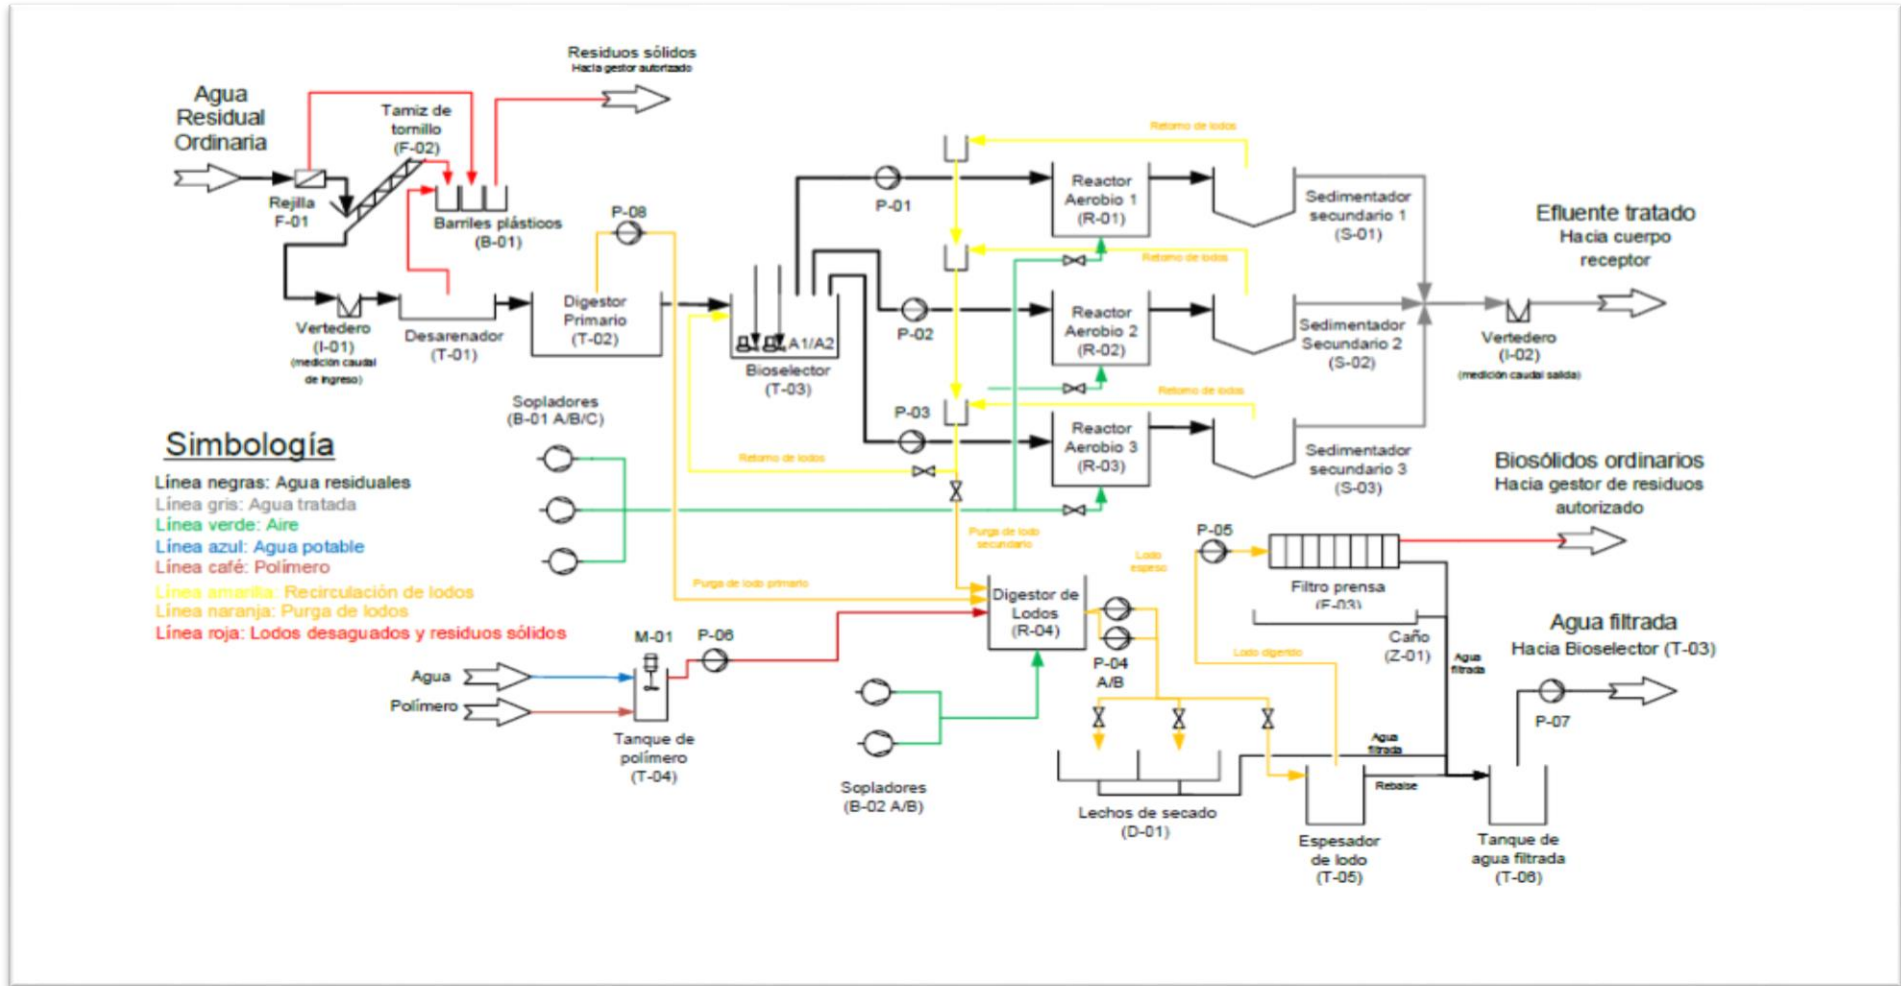 Residuos sólidos
Hacia gestor autorizado
Agua
Residual
Ordinaria
Tamiz de
tornillo
(F-02)
Rejilla
F-01
Barriles plásticos
(B-01)
P-08
Vertedero
(I-01)
(medición caudal
de ingreso)
Desarenador
(T-01)
Digestor
Primario
(T-02)
A1/A2
Bioselector
(T-03)
P-01
P-02
P-03
Retorno de lodos
Reactor
Aerobio 1
(R-01)
Sedimentador
secundario 1
(S-01)
Retorno de lodos
Reactor
Aerobio 2
(R-02)
Sedimentador
Secundario 2
(S-02)
Retorno de lodos
Reactor
Aerobio 3
(R-03)
Sedimentador
secundario 3
(S-03)
Efluente tratado
Hacia cuerpo
receptor
Vertedero
(I-02)
(medición caudal salida)
Sopladores
(B-01 A/B/C)
Retorno de lodos
Simbología
Línea negras: Agua residuales
Línea gris: Agua tratada
Línea verde: Aire
Línea azul: Agua potable
Línea café: Polímero
Línea amarilla: Recirculación de lodos
Línea naranja: Purga de lodos
Línea roja: Lodos desaguados y residuos sólidos
Purga de lodo
secundario
Purga de lodo primario
Lodo
espeso
Digestor de
Lodos
(R-04)
P-04
A/B
P-05
Filtro prensa
(F-03)
Caño
(Z-01)
Biosólidos ordinarios
Hacia gestor de residuos
autorizado
Agua filtrada
Hacia Bioselector (T-03)
P-07
Agua
filtrada
Lodo digerido
M-01
P-06
Agua
Polímero
Tanque de
polímero
(T-04)
Sopladores
(B-02 A/B)
Lechos de secado
(D-01)
Agua
filtrada
Rebalse
Espesador
de lodo
(T-05)
Tanque de
agua filtrada
(T-06)